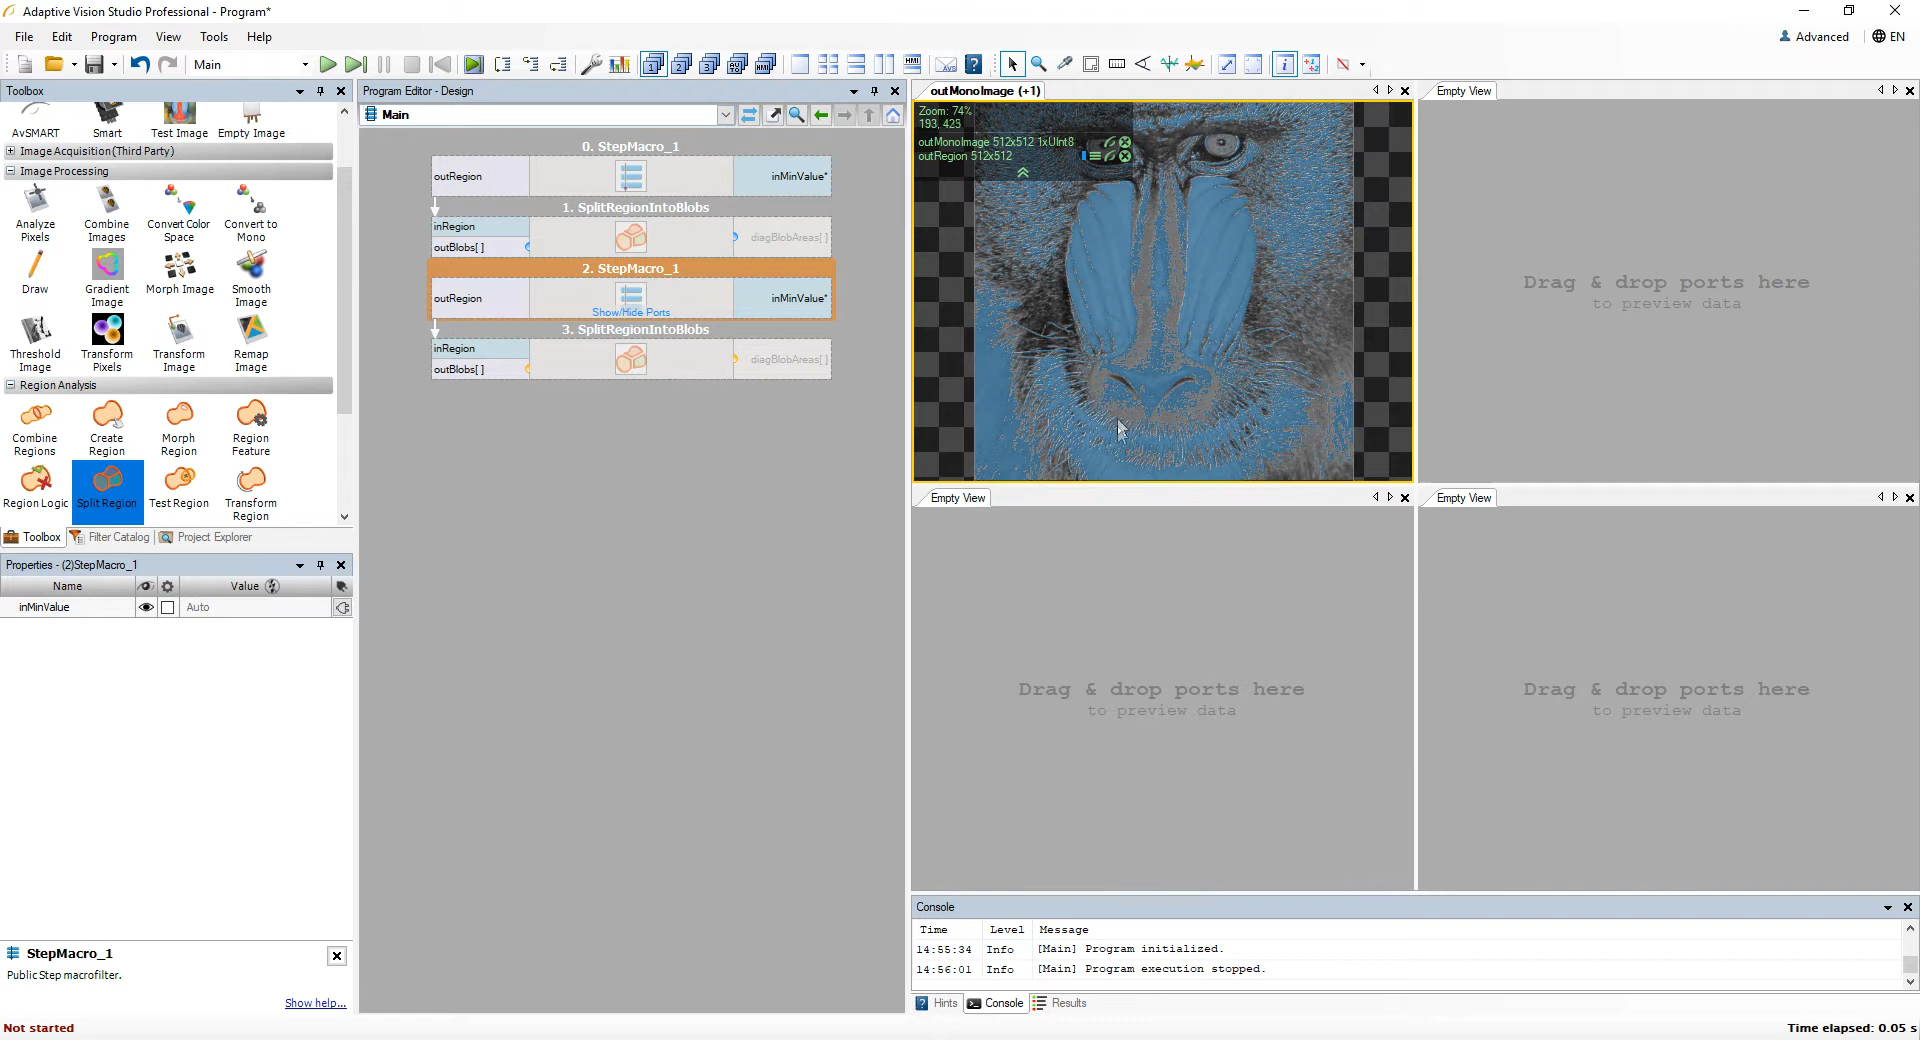 Adaptive Vision Studio Professional - Program*
File Edit Program View Tools Help
Advanced EN
Main
Toolbox
AvSMART Smart Test Image Empty Image
Image Acquisition (Third Party)
Image Processing
Analyze Pixels
Combine Images
Convert Color Space
Convert to Mono
Draw
Gradient Image
Morph Image
Smooth Image
Threshold Image
Transform Pixels
Transform Image
Remap Image
Region Analysis
Combine Regions
Create Region
Morph Region
Region Feature
Region Logic
Split Region
Test Region
Transform Region
Toolbox Filter Catalog Project Explorer
Properties - (2)StepMacro_1
Name Value
inMinValue Auto
StepMacro_1
Public Step macrofilter.
Show help...
Not started
Program Editor - Design
Main
0. StepMacro_1
outRegion inMinValue*
1. SplitRegionIntoBlobs
inRegion
outBlobs[ ] diagBlobAreas[ ]
2. StepMacro_1
outRegion inMinValue*
Show/Hide Ports
3. SplitRegionIntoBlobs
inRegion
outBlobs[ ] diagBlobAreas[ ]
outMonoImage (+1)
Zoom: 74%
193, 425
outMonoImage 512x512 1xUInt8
outRegion 512x512
Empty View
Drag & drop ports here
to preview data
Empty View
Drag & drop ports here
to preview data
Empty View
Drag & drop ports here
to preview data
Console
Time Level Message
14:55:34 Info [Main] Program initialized.
14:56:01 Info [Main] Program execution stopped.
Hints Console Results
Time elapsed: 0.05 s